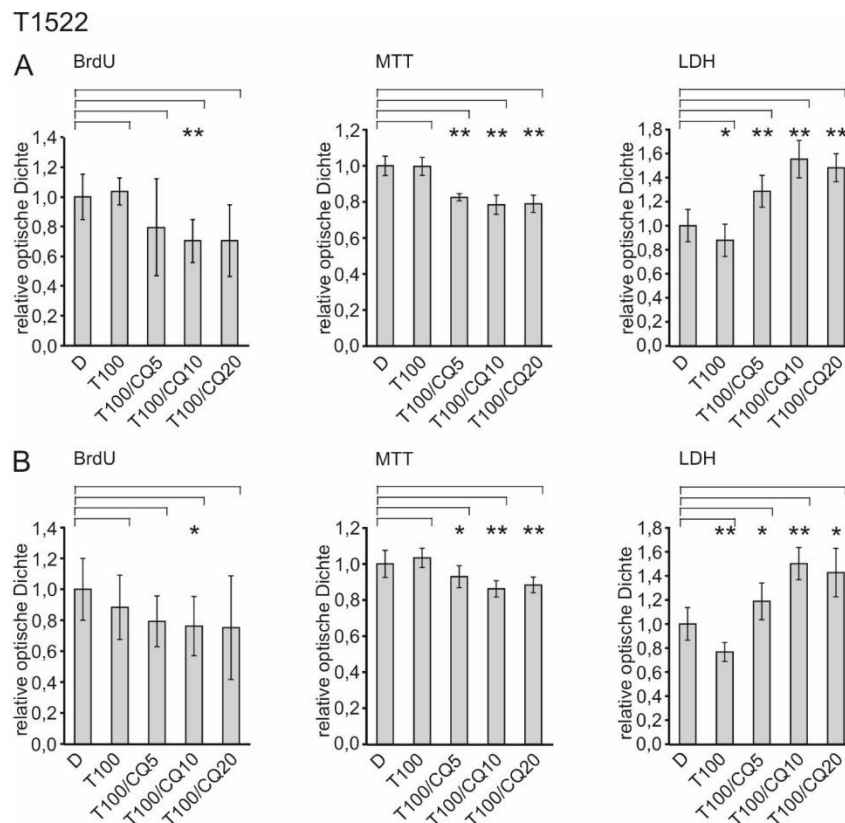 T1522
A
BrdU
MTT
LDH
**
** ** **
* ** ** **
relative optische Dichte
1,4
1,2
1,0
0,8
0,6
0,4
0,2
0,0
D
T100
T100/CQ5
T100/CQ10
T100/CQ20
relative optische Dichte
1,2
1,0
0,8
0,6
0,4
0,2
0,0
D
T100
T100/CQ5
T100/CQ10
T100/CQ20
relative optische Dichte
1,8
1,6
1,4
1,2
1,0
0,8
0,6
0,4
0,2
0,0
D
T100
T100/CQ5
T100/CQ10
T100/CQ20
B
BrdU
MTT
LDH
*
* ** **
** * ** *
relative optische Dichte
1,4
1,2
1,0
0,8
0,6
0,4
0,2
0,0
D
T100
T100/CQ5
T100/CQ10
T100/CQ20
relative optische Dichte
1,2
1,0
0,8
0,6
0,4
0,2
0,0
D
T100
T100/CQ5
T100/CQ10
T100/CQ20
relative optische Dichte
1,8
1,6
1,4
1,2
1,0
0,8
0,6
0,4
0,2
0,0
D
T100
T100/CQ5
T100/CQ10
T100/CQ20